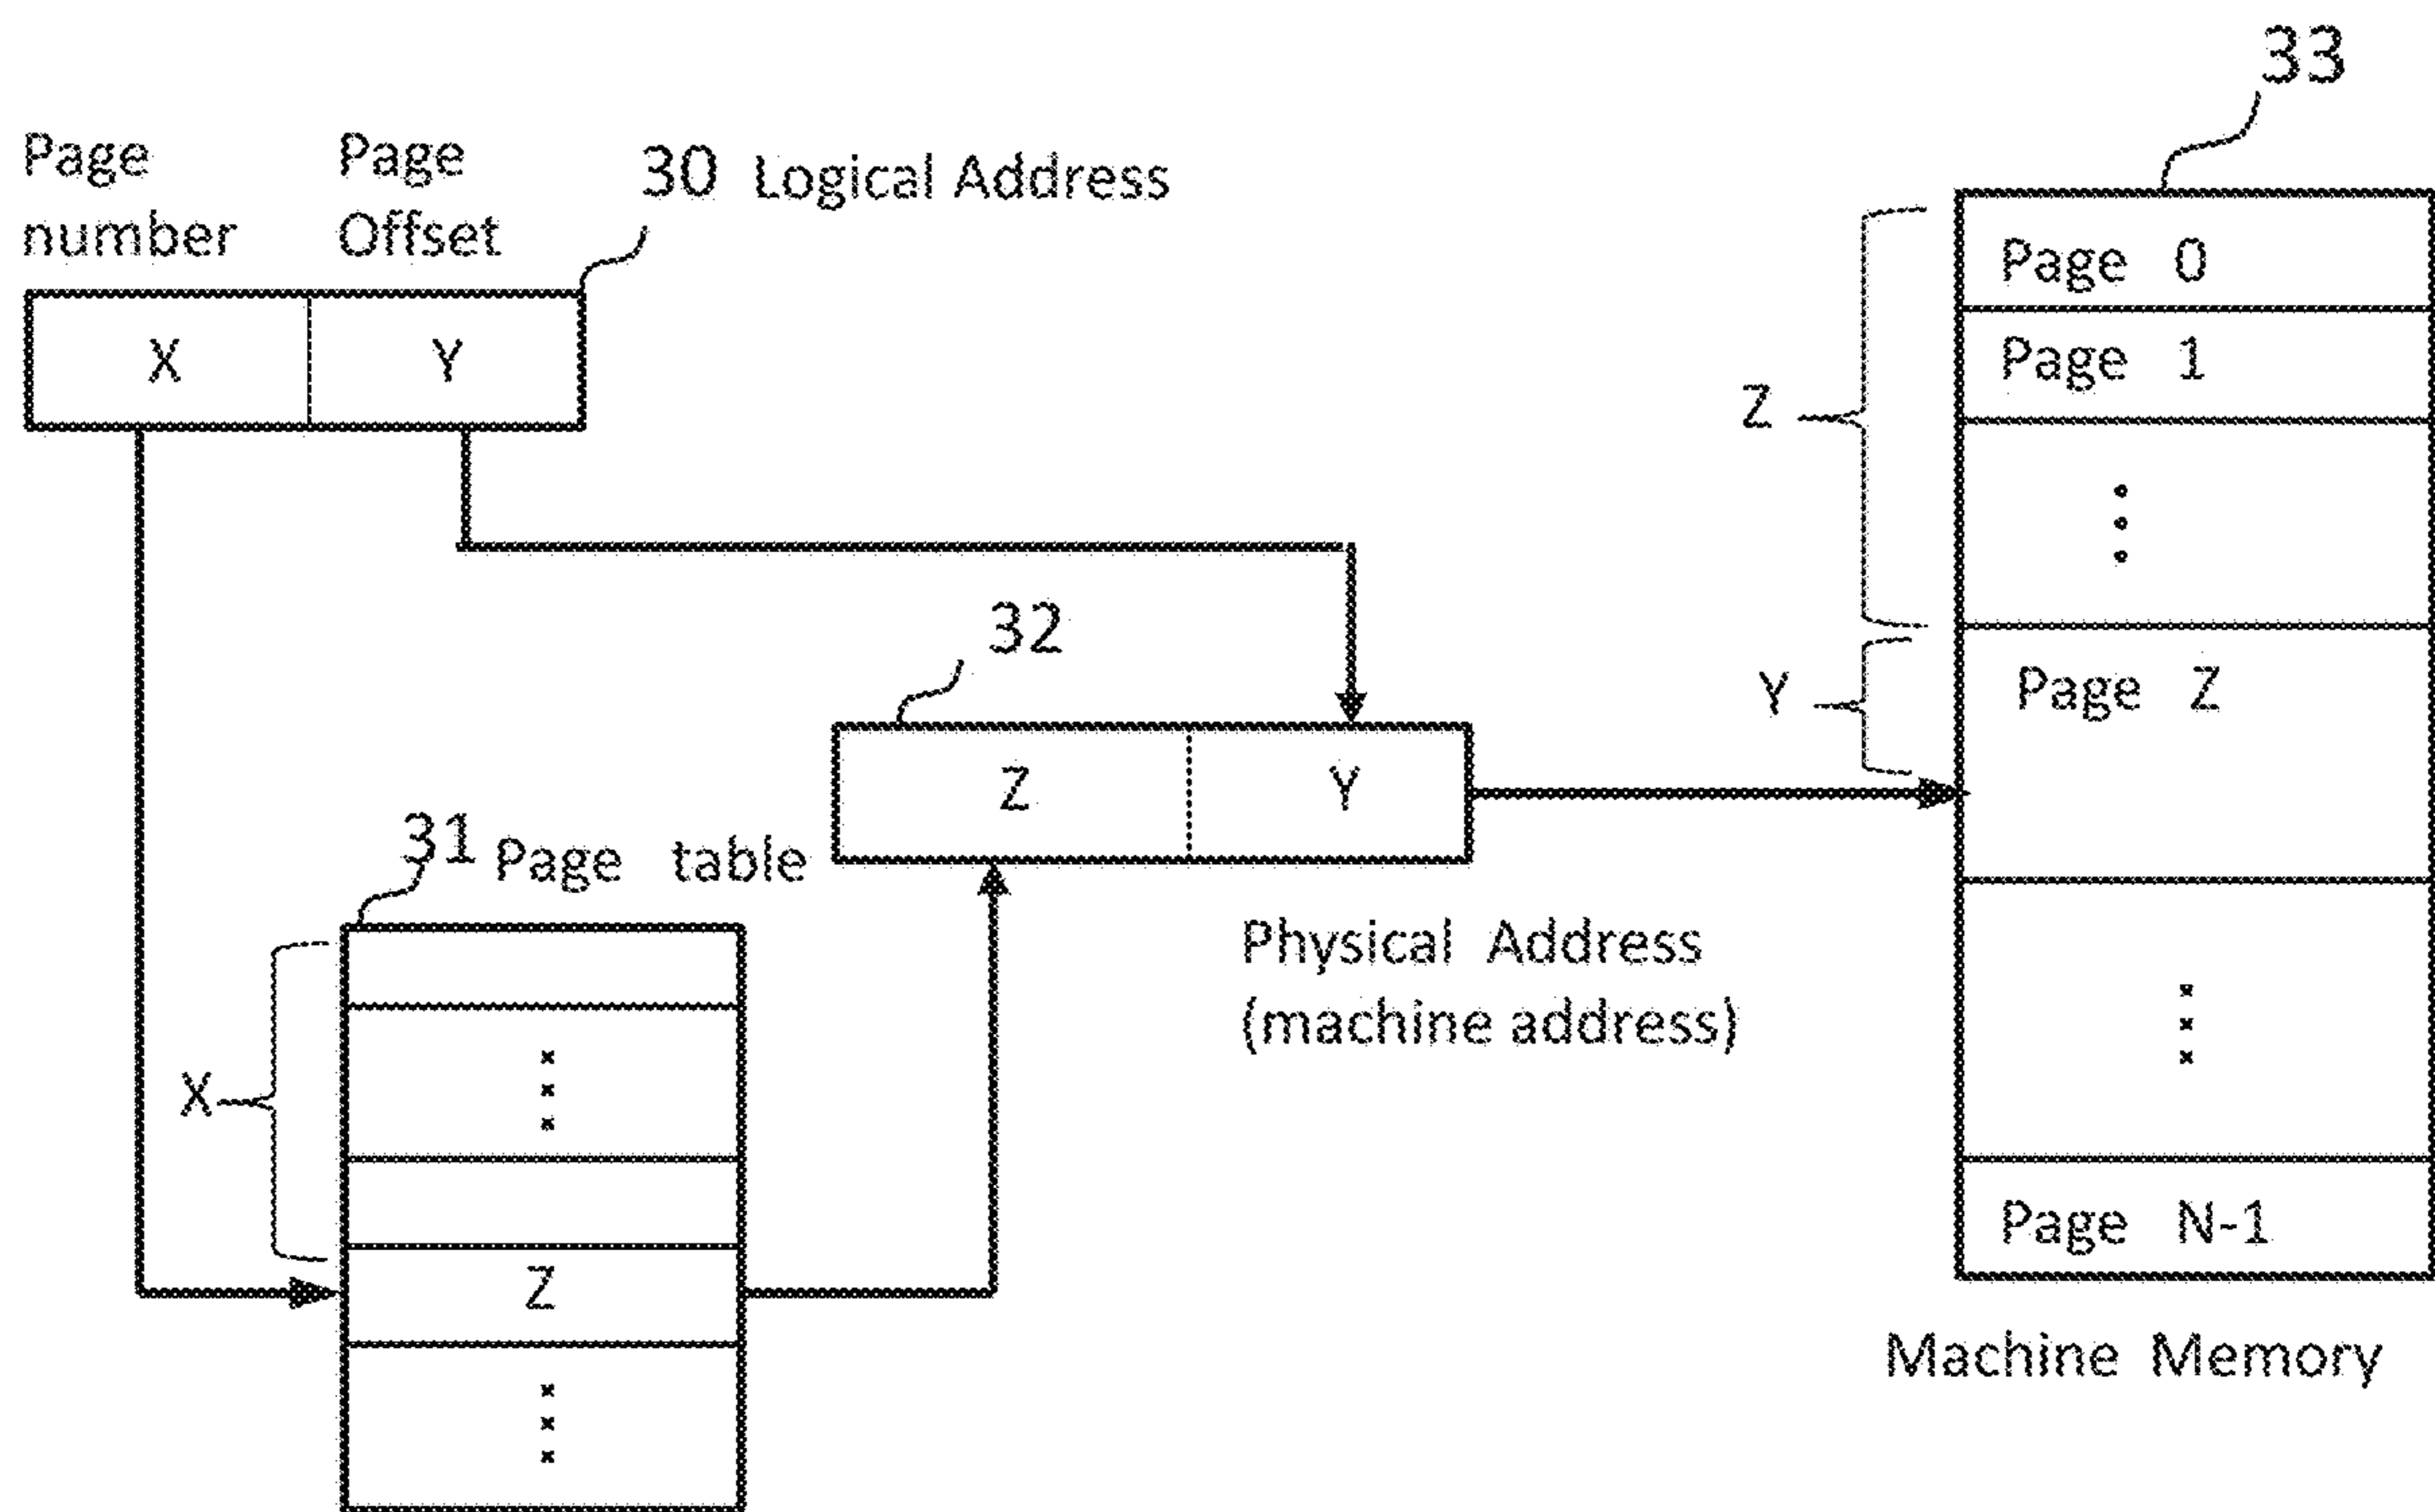 33
Page number
Page Offset
30 Logical Address
X Y
Page 0
Page 1
Z
32
Page Z
Y
Z Y
31 Page table
Physical Address
(machine address)
X
Z
Page N-1
Machine Memory